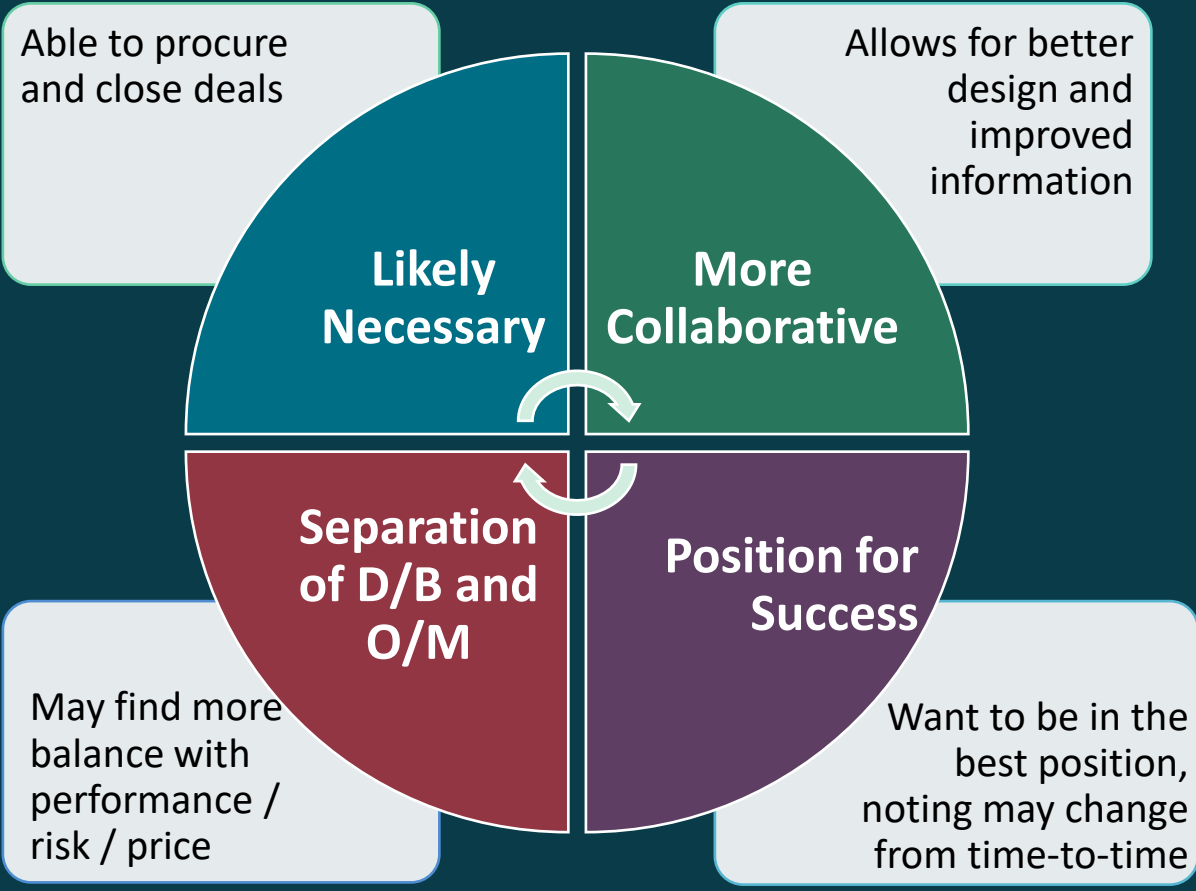 Able to procure
and close deals
Allows for better
design and
improved
information
Likely
Necessary
More
Collaborative
Separation
of D/B and
O/M
Position for
Success
May find more
balance with
performance /
risk / price
Want to be in the
best position,
noting may change
from time-to-time